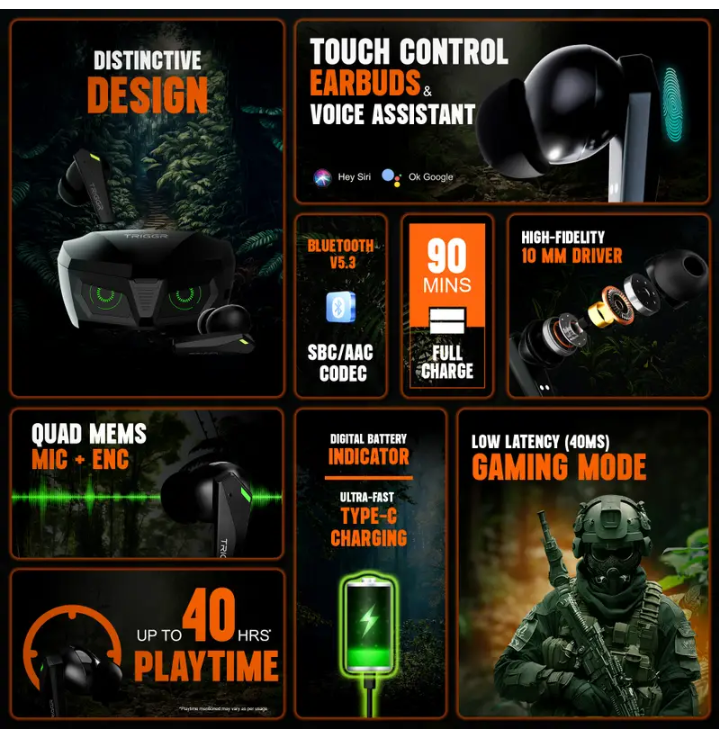 DISTINCTIVE
DESIGN
TRIGGR
TRIGGR
TOUCH CONTROL
EARBUDS &
VOICE ASSISTANT
Hey Siri
Ok Google
BLUETOOTH
V5.3
SBC/AAC
CODEC
90
MINS
FULL
CHARGE
HIGH-FIDELITY
10 MM DRIVER
QUAD MEMS
MIC + ENC
TRIG
UP TO 40 HRS*
PLAYTIME
*Playtime mentioned may vary as per usage.
DIGITAL BATTERY
INDICATOR
ULTRA-FAST
TYPE-C
CHARGING
LOW LATENCY (40MS)
GAMING MODE